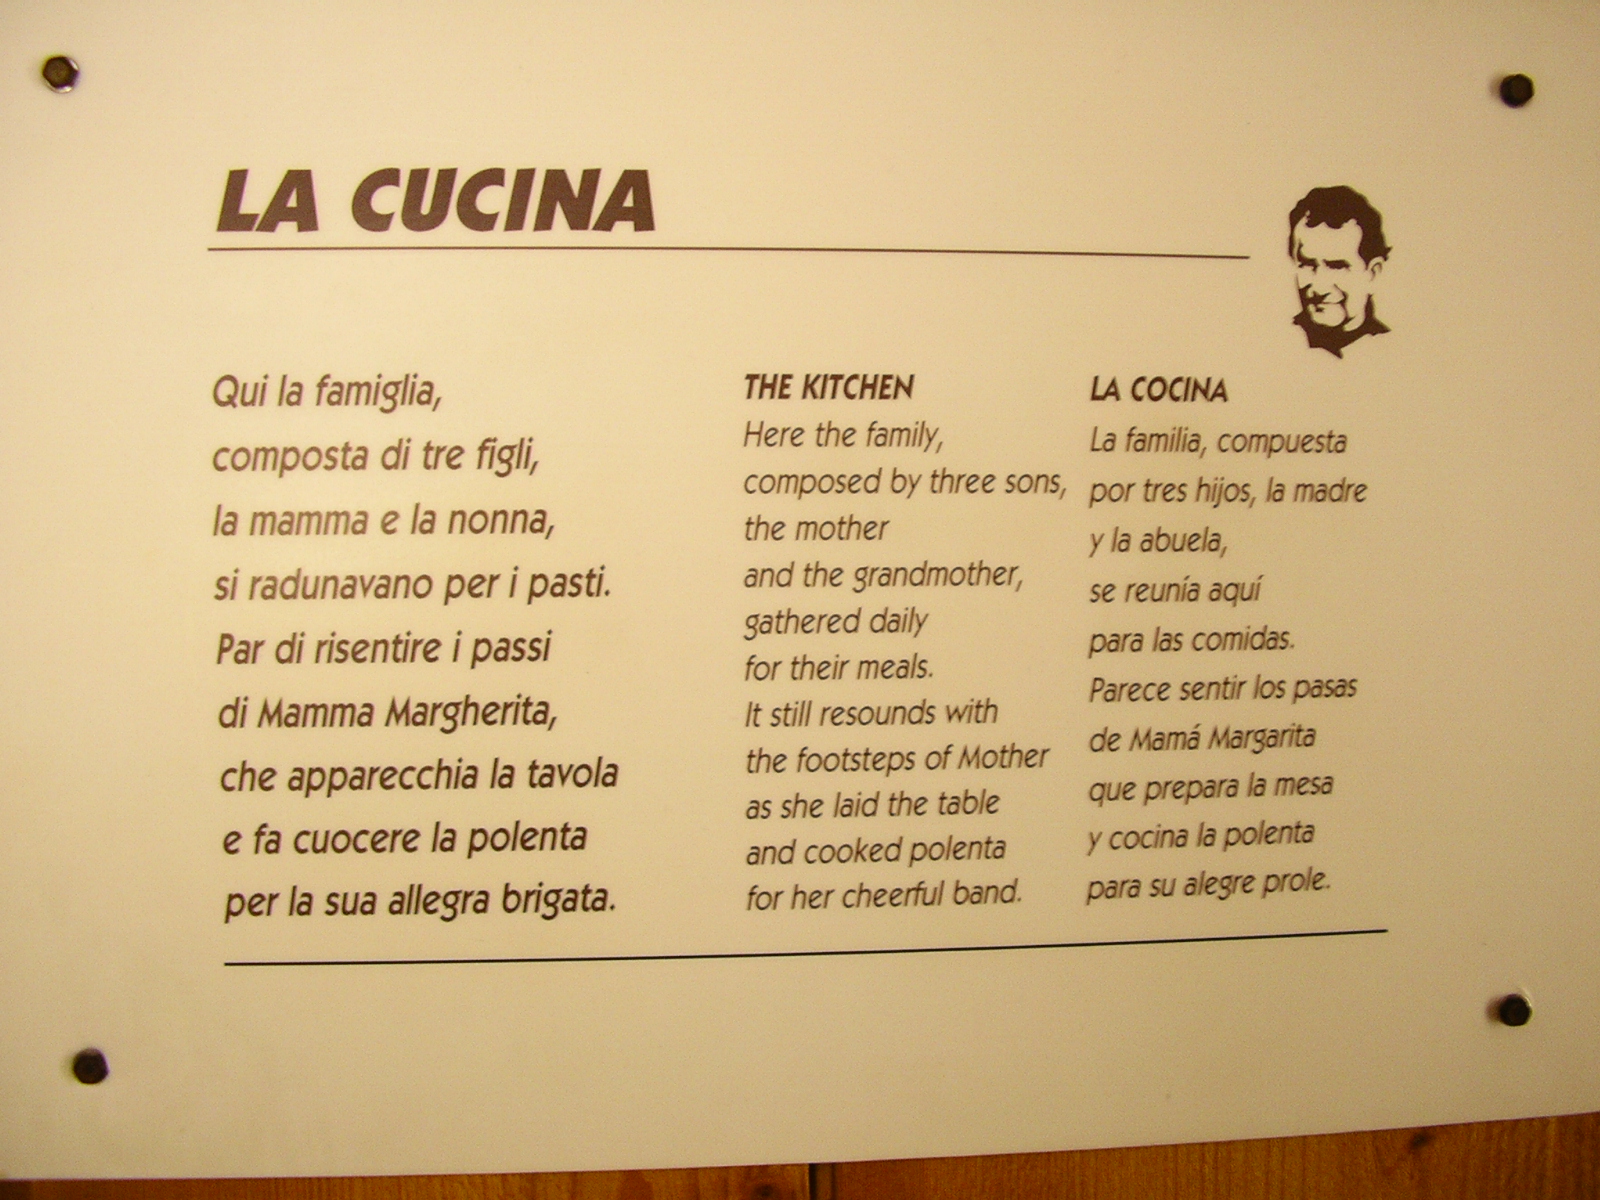 LA CUCINA
Qui la famiglia,
composta di tre figli,
la mamma e la nonna,
si radunavano per i pasti.
Par di risentire i passi
di Mamma Margherita,
che apparecchia la tavola
e fa cuocere la polenta
per la sua allegra brigata.
THE KITCHEN
Here the family,
composed by three sons,
the mother
and the grandmother,
gathered daily
for their meals.
It still resounds with
the footsteps of Mother
as she laid the table
and cooked polenta
for her cheerful band.
LA COCINA
La familia, compuesta
por tres hijos, la madre
y la abuela,
se reunía aquí
para las comidas.
Parece sentir los pasas
de Mamá Margarita
que prepara la mesa
y cocina la polenta
para su alegre prole.